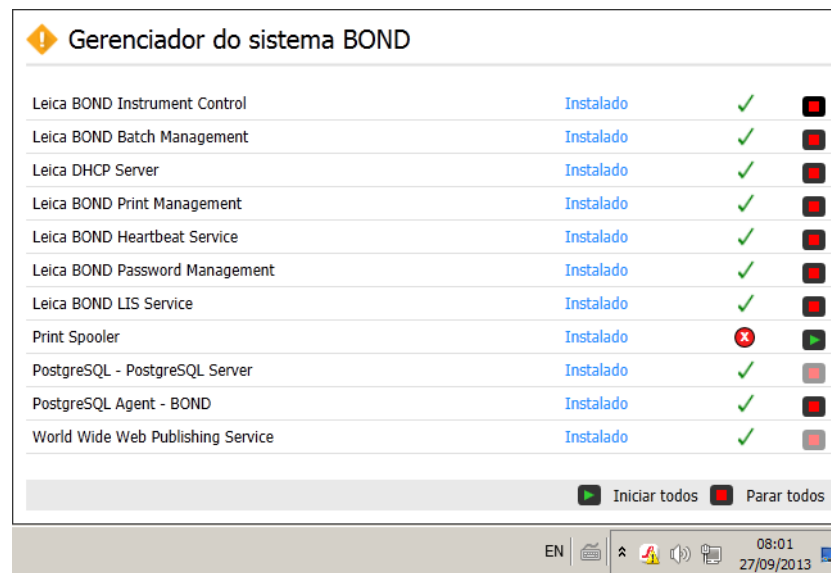 Gerenciador do sistema BOND
Leica BOND Instrument Control Instalado
Leica BOND Batch Management Instalado
Leica DHCP Server Instalado
Leica BOND Print Management Instalado
Leica BOND Heartbeat Service Instalado
Leica BOND Password Management Instalado
Leica BOND LIS Service Instalado
Print Spooler Instalado
PostgreSQL - PostgreSQL Server Instalado
PostgreSQL Agent - BOND Instalado
World Wide Web Publishing Service Instalado
Iniciar todos Parar todos
EN 08:01
27/09/2013